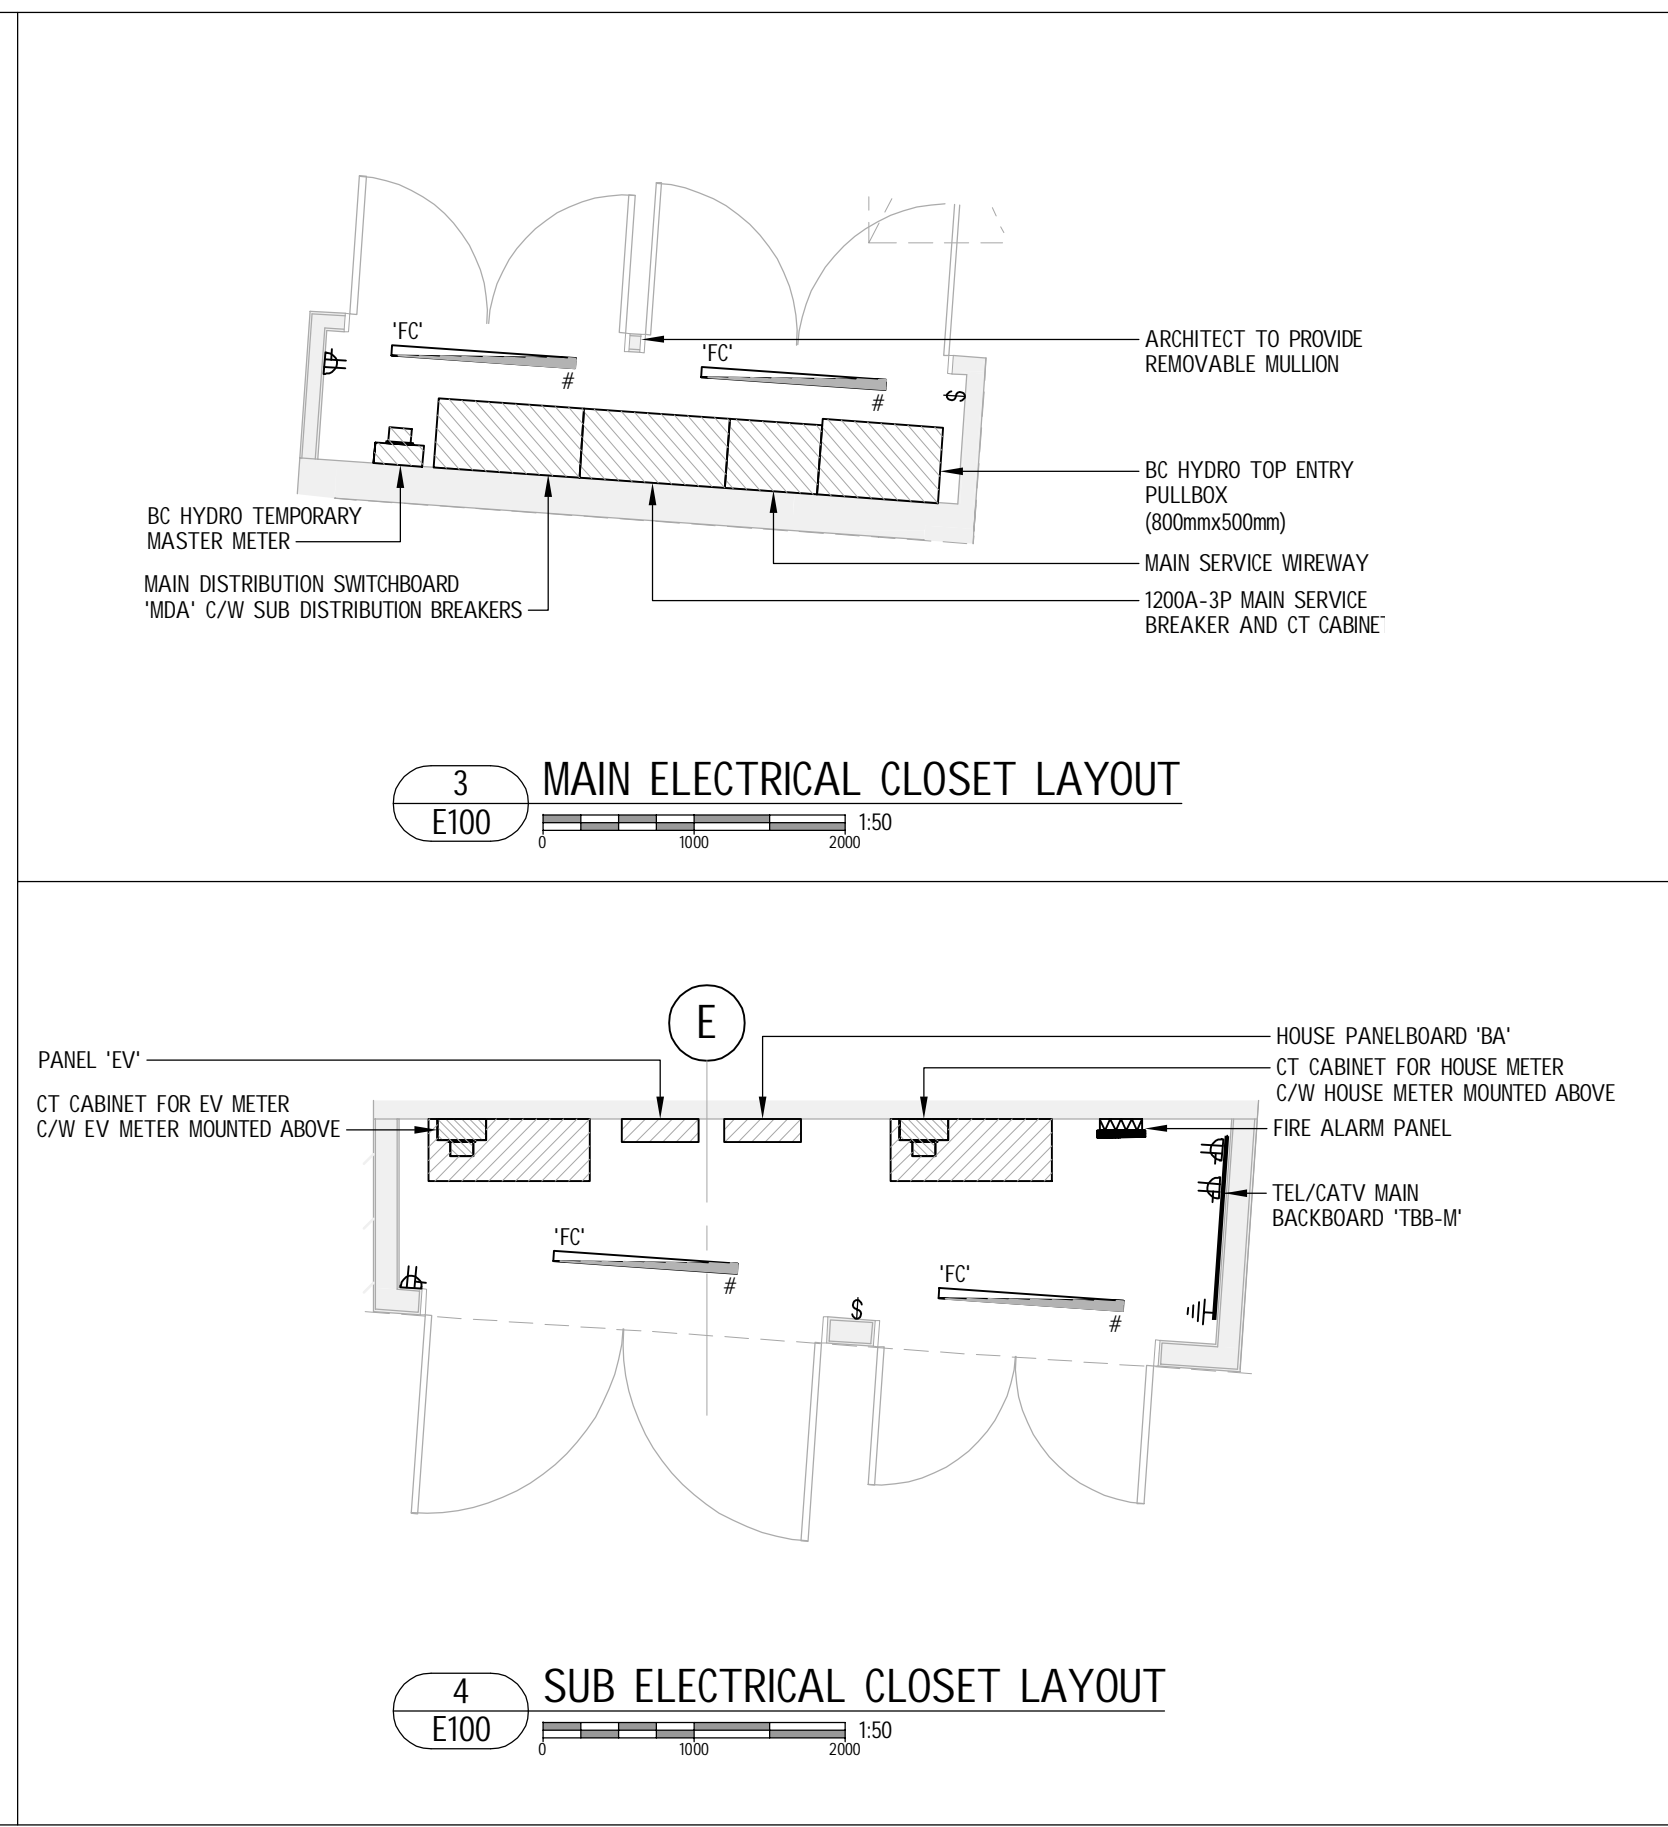 'FC'
#
'FC'
#
$
ARCHITECT TO PROVIDE
REMOVABLE MULLION
BC HYDRO TOP ENTRY
PULLBOX
(800mmx500mm)
MAIN SERVICE WIREWAY
1200A-3P MAIN SERVICE
BREAKER AND CT CABINET
BC HYDRO TEMPORARY
MASTER METER
MAIN DISTRIBUTION SWITCHBOARD
'MDA' C/W SUB DISTRIBUTION BREAKERS
3
E100
MAIN ELECTRICAL CLOSET LAYOUT
1:50
0 1000 2000
E
PANEL 'EV'
CT CABINET FOR EV METER
C/W EV METER MOUNTED ABOVE
HOUSE PANELBOARD 'BA'
CT CABINET FOR HOUSE METER
C/W HOUSE METER MOUNTED ABOVE
FIRE ALARM PANEL
TEL/CATV MAIN
BACKBOARD 'TBB-M'
'FC'
#
'FC'
#
$
4
E100
SUB ELECTRICAL CLOSET LAYOUT
1:50
0 1000 2000